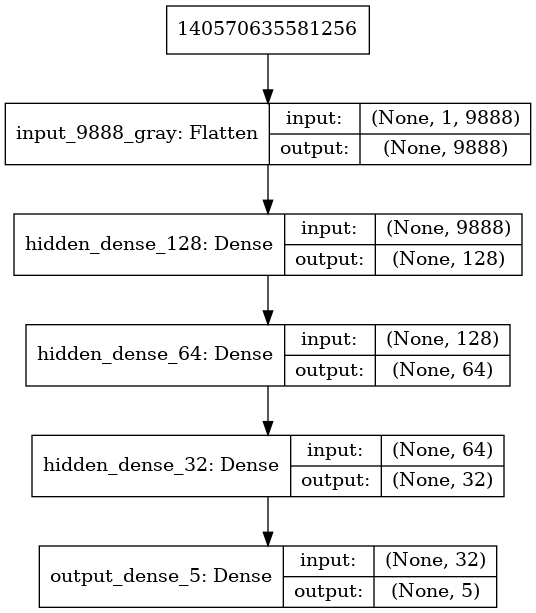 140570635581256
input_9888_gray: Flatten
input: (None, 1, 9888)
output: (None, 9888)
hidden_dense_128: Dense
input: (None, 9888)
output: (None, 128)
hidden_dense_64: Dense
input: (None, 128)
output: (None, 64)
hidden_dense_32: Dense
input: (None, 64)
output: (None, 32)
output_dense_5: Dense
input: (None, 32)
output: (None, 5)